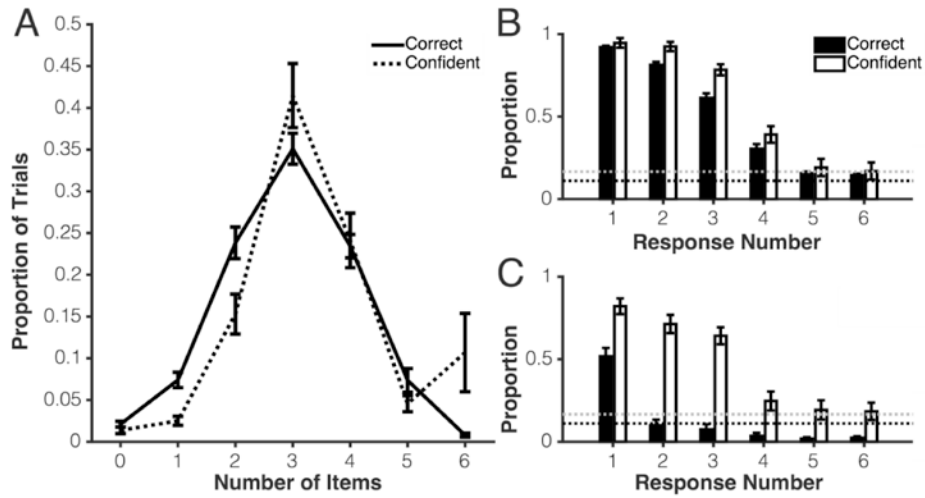 A
0.5
0.45
0.4
0.35
0.3
0.25
0.2
0.15
0.1
0.05
0
Proportion of Trials
Correct
Confident
0 1 2 3 4 5 6
Number of Items
B
1
0.5
0
Proportion
Correct
Confident
1 2 3 4 5 6
Response Number
C
1
0.5
0
Proportion
1 2 3 4 5 6
Response Number